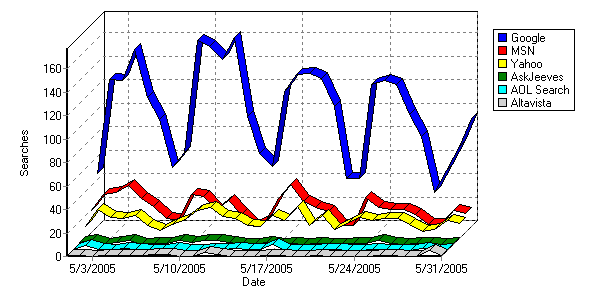 Google
MSN
Yahoo
AskJeeves
AOL Search
Altavista
Searches
160
140
120
100
80
60
40
20
0
5/3/2005
5/10/2005
5/17/2005
5/24/2005
5/31/2005
Date